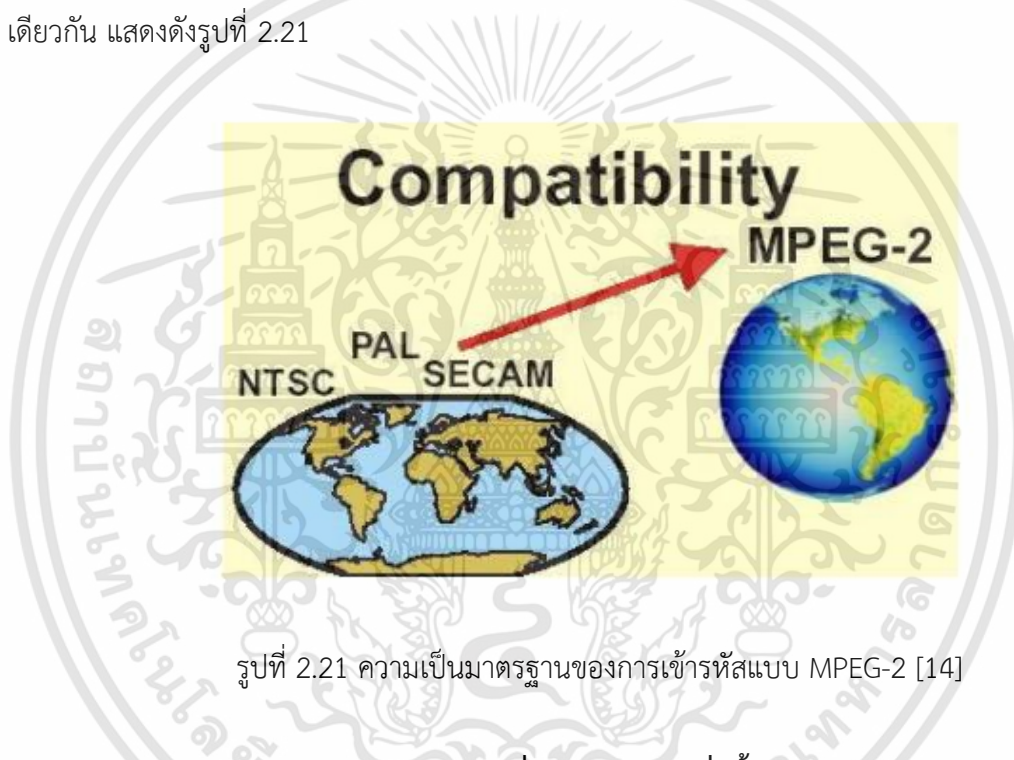 เดียวกัน แสดงดังรูปที่ 2.21
Compatibility
MPEG-2
PAL
NTSC SECAM
รูปที่ 2.21 ความเป็นมาตรฐานของการเข้ารหัสแบบ MPEG-2 [14]